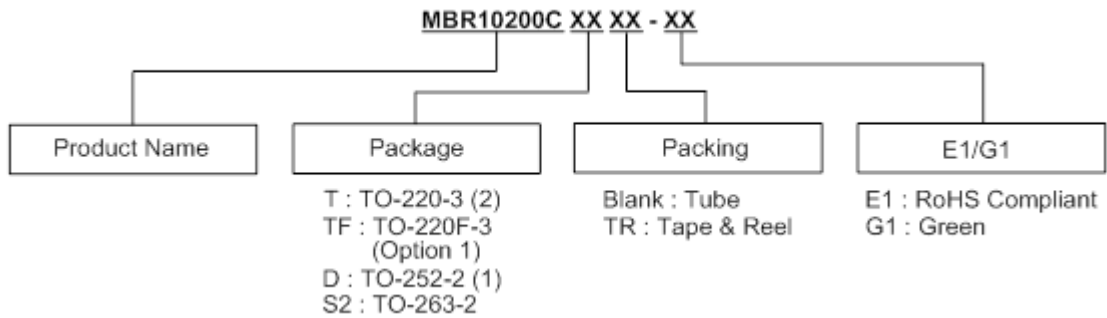 MBR10200C XX XX - XX
Product Name
Package
Packing
E1/G1
T : TO-220-3 (2)
TF : TO-220F-3
(Option 1)
D : TO-252-2 (1)
S2 : TO-263-2
Blank : Tube
TR : Tape & Reel
E1 : RoHS Compliant
G1 : Green